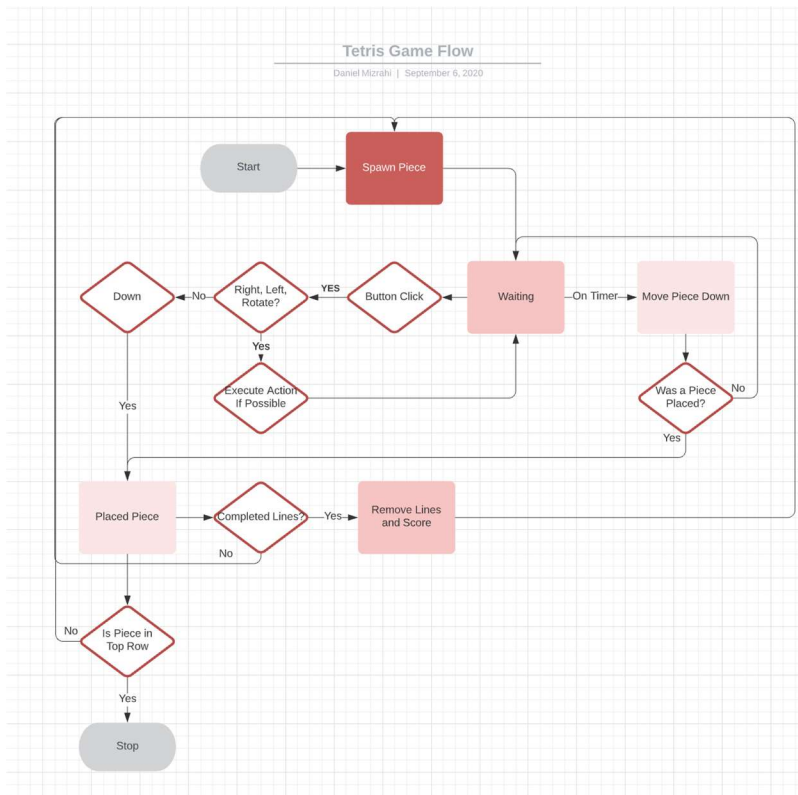 Tetris Game Flow
Daniel Mizrahi | September 6, 2020
Start
Spawn Piece
Down
No
Right, Left,
Rotate?
YES
Button Click
Waiting
On Timer
Move Piece Down
Yes
Execute Action
If Possible
Was a Piece
Placed?
No
Yes
Yes
Placed Piece
Completed Lines?
Yes
Remove Lines
and Score
No
No
Is Piece in
Top Row
Yes
Stop